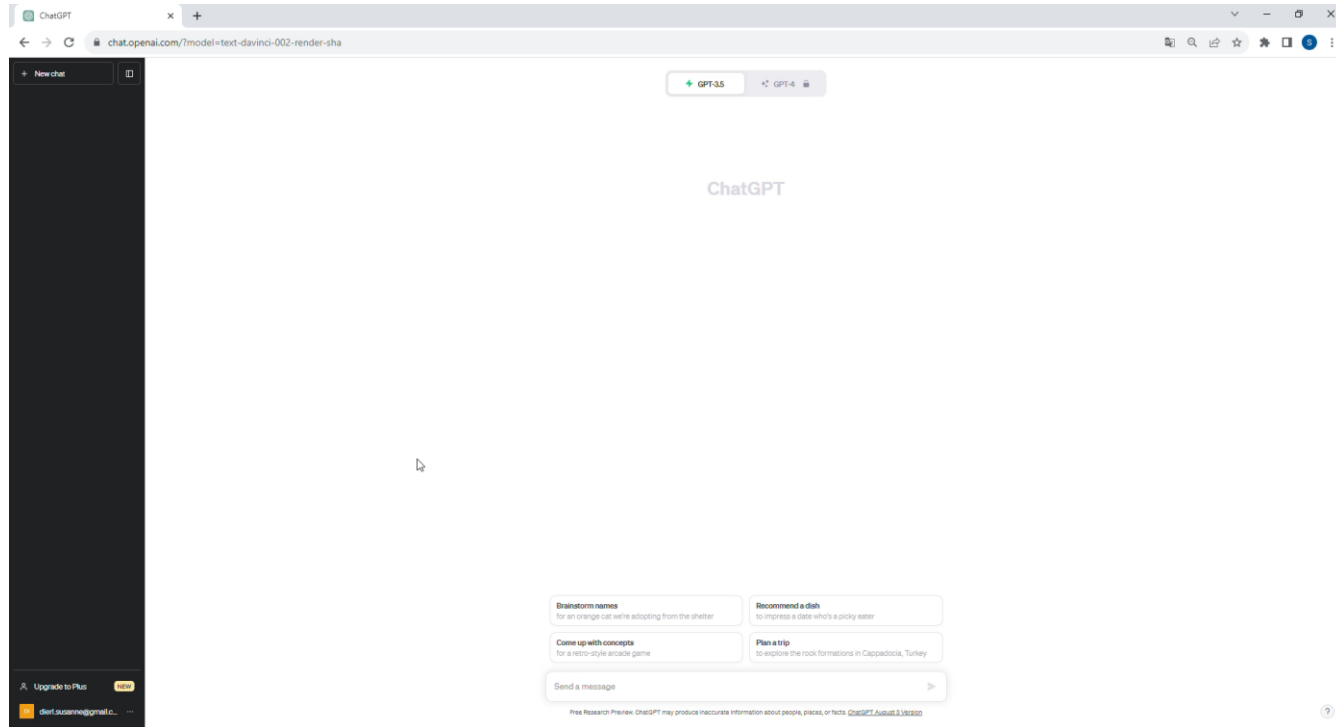 ChatGPT
chat.openai.com/?model=text-davinci-002-render-sha
S
New chat
GPT-3.5
GPT-4
ChatGPT
Brainstorm names
for an orange cat we're adopting from the shelter
Recommend a dish
to impress a date who's a picky eater
Come up with concepts
for a retro-style arcade game
Plan a trip
to explore the rock formations in Cappadocia, Turkey
Upgrade to Plus NEW
Send a message
dierl.susanne@gmail.c...
Free Research Preview. ChatGPT may produce inaccurate information about people, places, or facts. ChatGPT August 3 Version
?